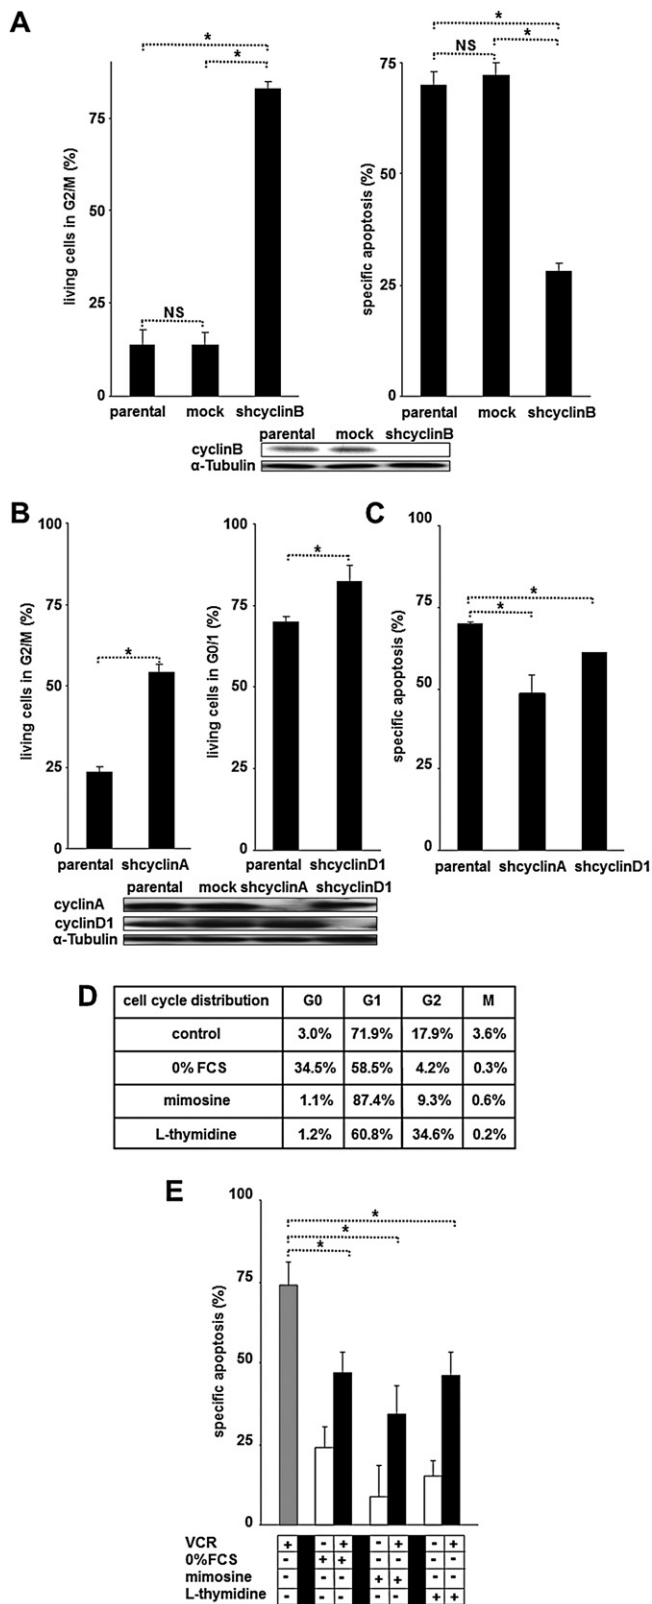 A
*
*
NS
living cells in G2/M (%)
75
50
25
0
parental mock shcyclinB
*
*
NS
specific apoptosis (%)
75
50
25
0
parental mock shcyclinB
parental mock shcyclinB
cyclinB
α-Tubulin
B
*
living cells in G2/M (%)
100
75
50
25
0
parental shcyclinA
*
living cells in G0/1 (%)
100
75
50
25
0
parental shcyclinD1
parental mock shcyclinA shcyclinD1
cyclinA
cyclinD1
α-Tubulin
C
*
*
specific apoptosis (%)
100
75
50
25
0
parental shcyclinA shcyclinD1
D
cell cycle distribution G0 G1 G2 M
control 3.0% 71.9% 17.9% 3.6%
0% FCS 34.5% 58.5% 4.2% 0.3%
mimosine 1.1% 87.4% 9.3% 0.6%
L-thymidine 1.2% 60.8% 34.6% 0.2%
E
*
*
*
specific apoptosis (%)
100
75
50
25
0
VCR + - + - + - +
0%FCS - + + - - - -
mimosine - - - + + - -
L-thymidine - - - - - + +